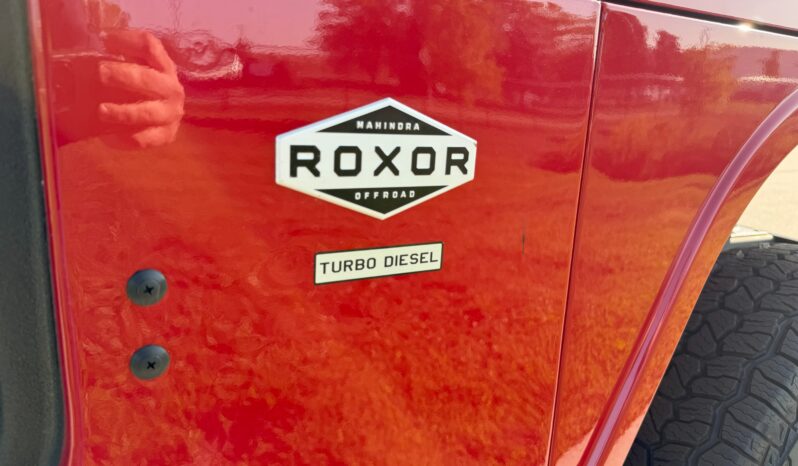 MAHINDRA
ROXOR
OFFROAD
TURBO DIESEL